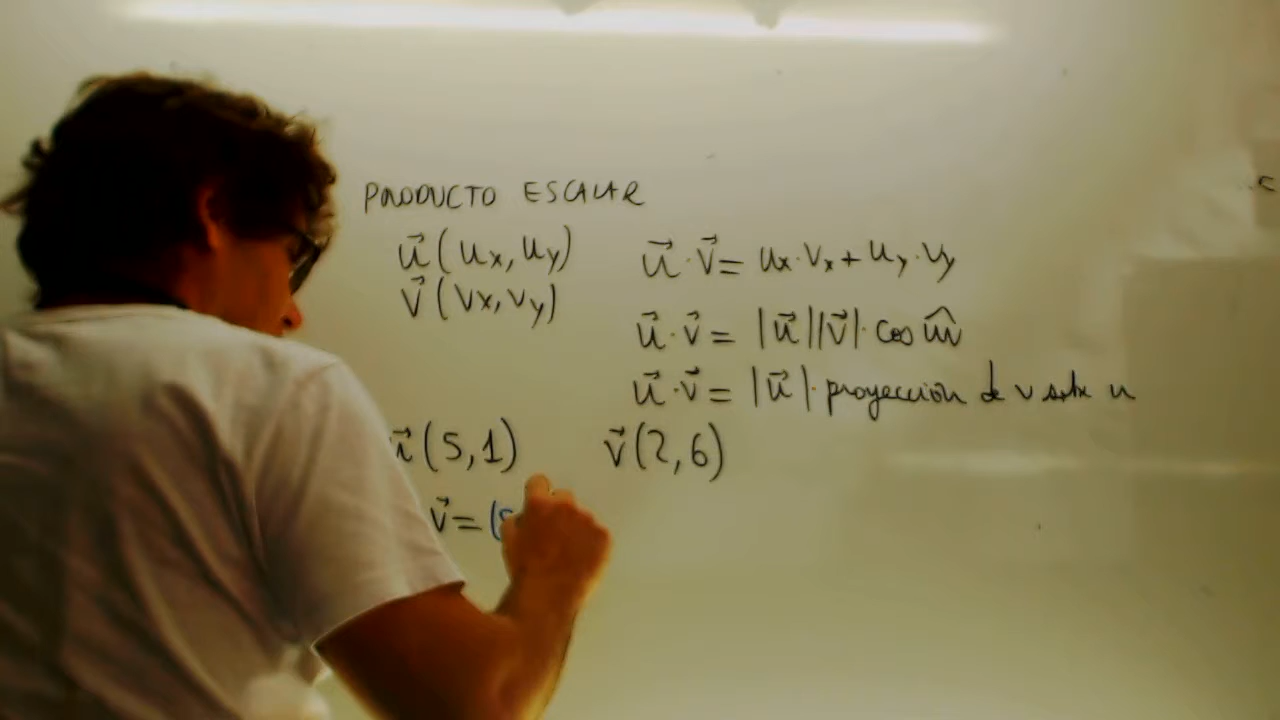 PRODUCTO ESCALAR
u⃗ (ux, uy)
v⃗ (vx, vy)
u⃗ · v⃗ = ux · vx + uy · vy
u⃗ · v⃗ = |u⃗| |v⃗| · cos uv̂
u⃗ · v⃗ = |u⃗| · proyección de v sobre u
u⃗ (5,1)
v⃗ (2,6)
v⃗ = (5